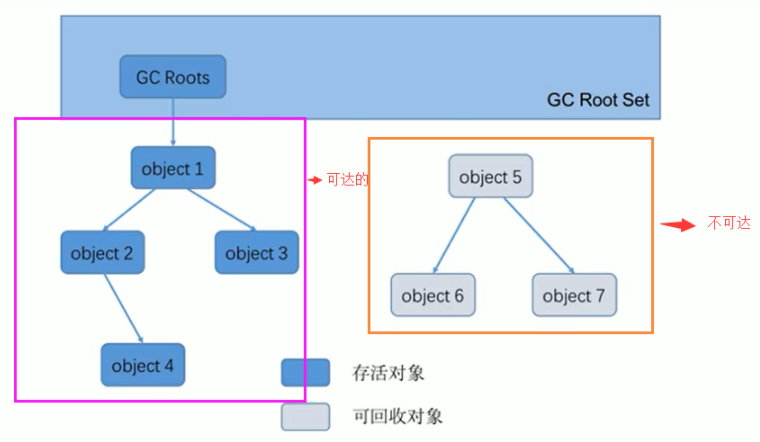 GC Roots
GC Root Set
object 1
可达的
object 5
不可达
object 2
object 3
object 6
object 7
object 4
存活对象
可回收对象